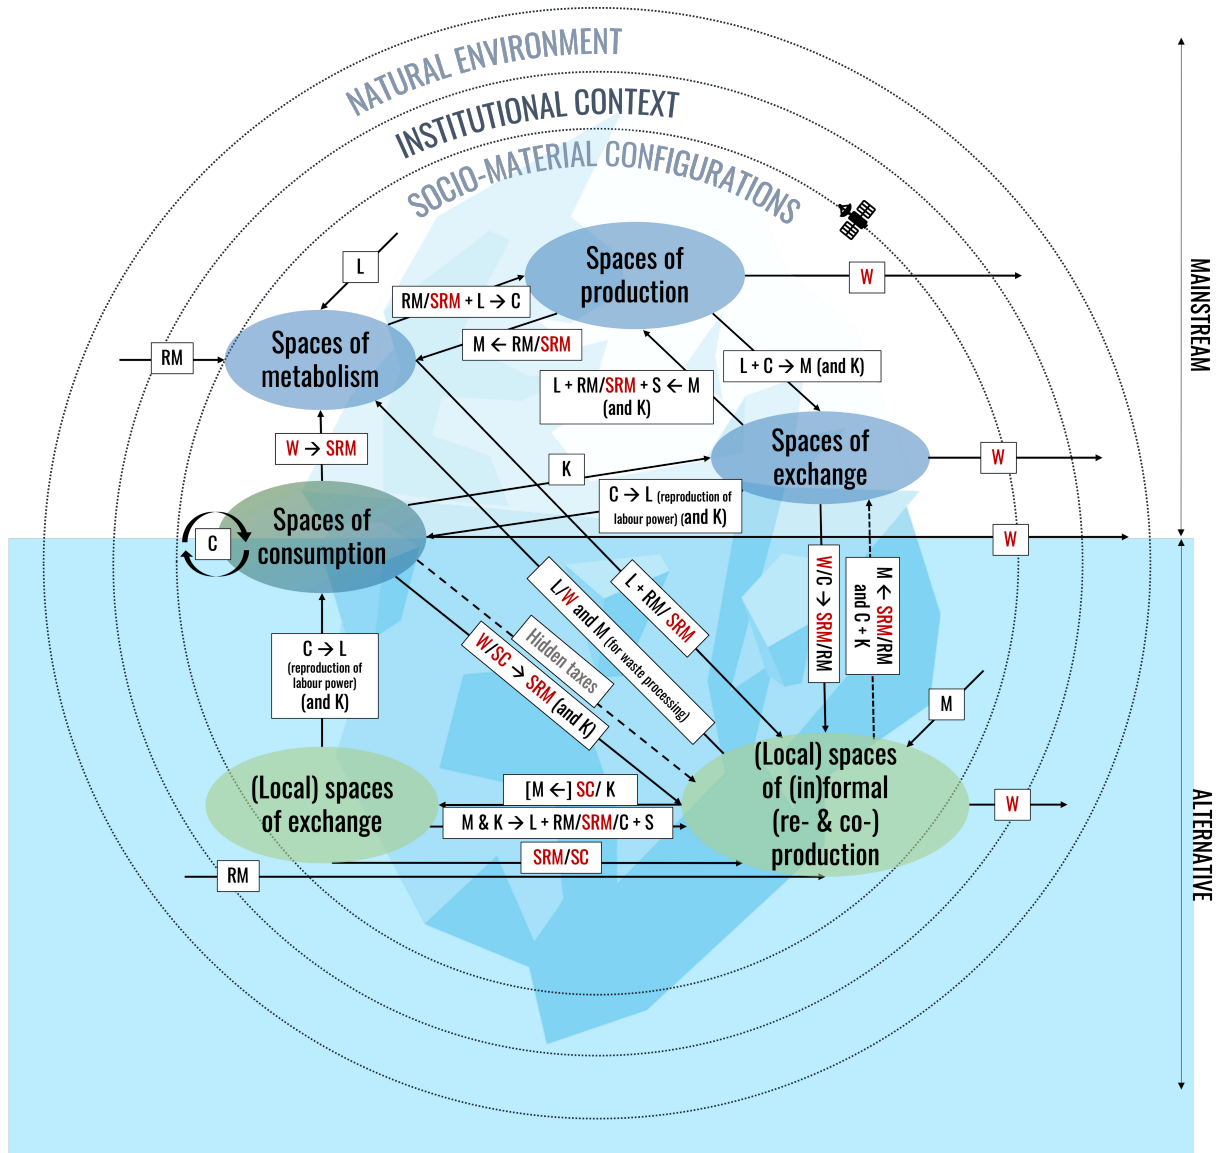 NATURAL ENVIRONMENT
INSTITUTIONAL CONTEXT
SOCIO-MATERIAL CONFIGURATIONS
Spaces of
production
W
L
RM/SRM + L → C
M ← RM/SRM
RM
Spaces of
metabolism
L + C → M (and K)
L + RM/SRM + S ← M
(and K)
MAINSTREAM
W → SRM
K
Spaces of
exchange
W
C → L (reproduction of
labour power) (and K)
C
Spaces of
consumption
W
W/C → SRM/RM
M ← SRM/RM
and C + K
L + RM/ SRM
L/W and M (for waste processing)
Hidden taxes
W/SC → SRM (and K)
C → L
(reproduction of
labour power)
(and K)
M
(Local) spaces
of exchange
[M ←] SC/ K
M & K → L + RM/SRM/C + S
SRM/SC
RM
(Local) spaces
of (in)formal
(re- & co-)
production
W
ALTERNATIVE